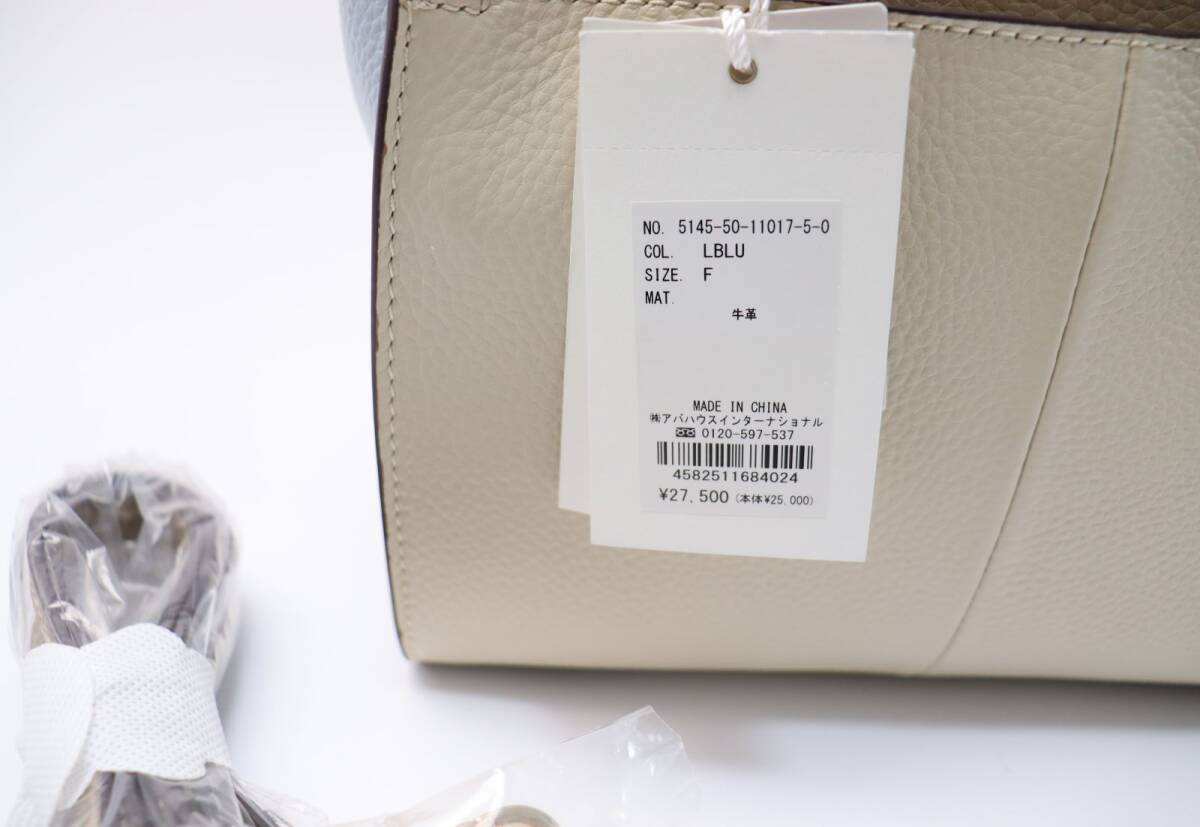 NO. 5145-50-11017-5-0
COL. LBLU
SIZE. F
MAT.
牛革
MADE IN CHINA
㈱アバハウスインターナショナル
0120-597-537
4582511684024
¥27,500 (本体¥25,000)